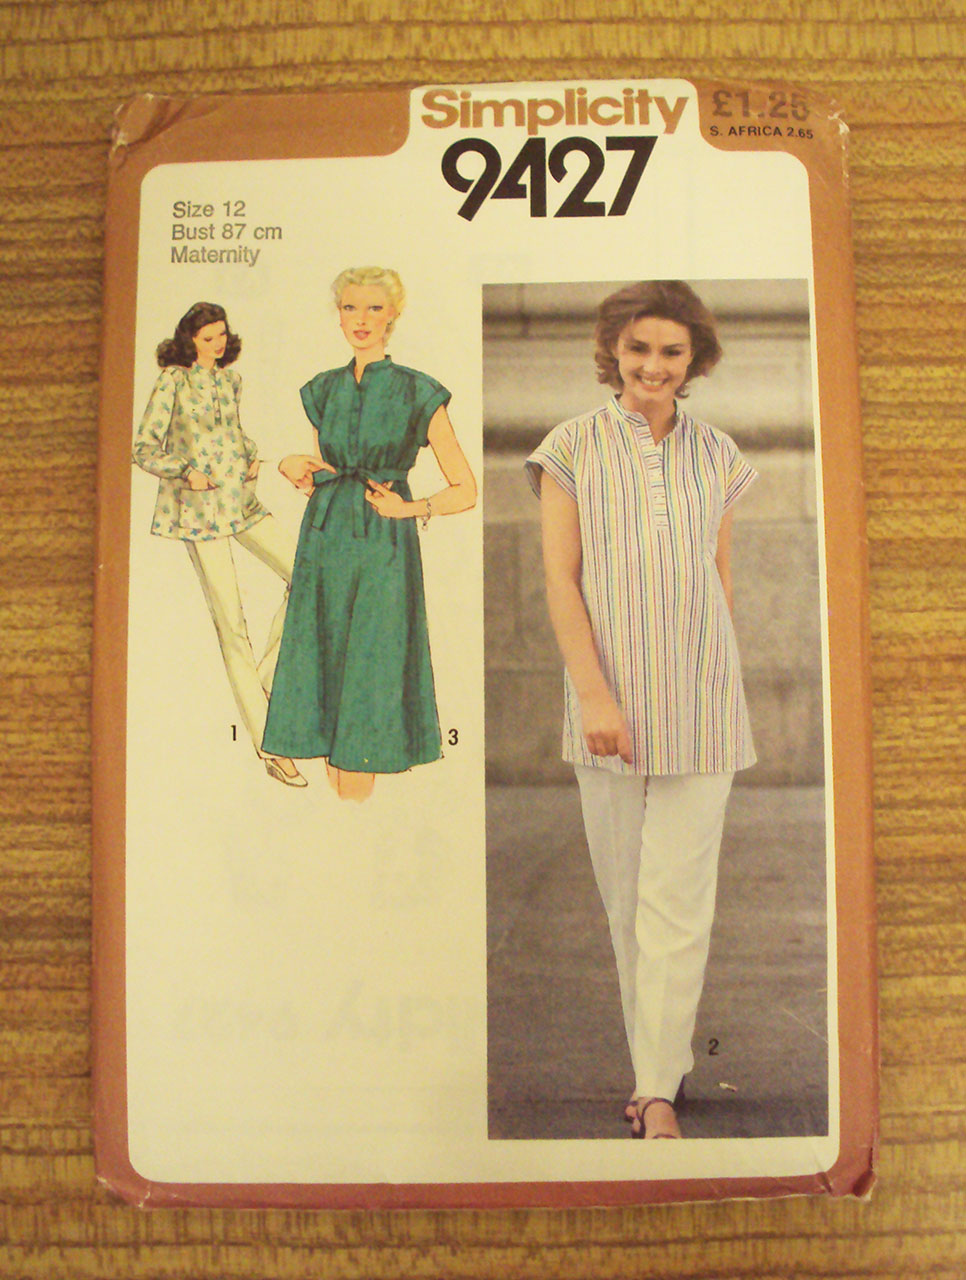 Simplicity
9427
£1.25
S. AFRICA 2.65
Size 12
Bust 87 cm
Maternity
1
3
2